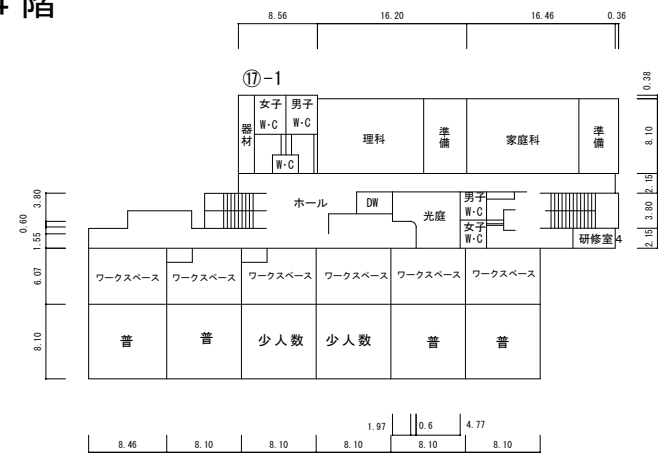 階
8.56 16.20 16.46 0.36
⑰-1
0.38
女子 男子
W・C W・C
器材
理科
準備
家庭科
準備
8.10
W・C
2.15
3.80
ホール
DW
光庭
男子
W・C
3.80
0.60
女子
W・C
研修室4
1.55
2.15
ワークスペース ワークスペース ワークスペース ワークスペース ワークスペース ワークスペース
6.07
普 普 少人数 少人数 普 普
8.10
1.97 0.6 4.77
8.46 8.10 8.10 8.10 8.10 8.10